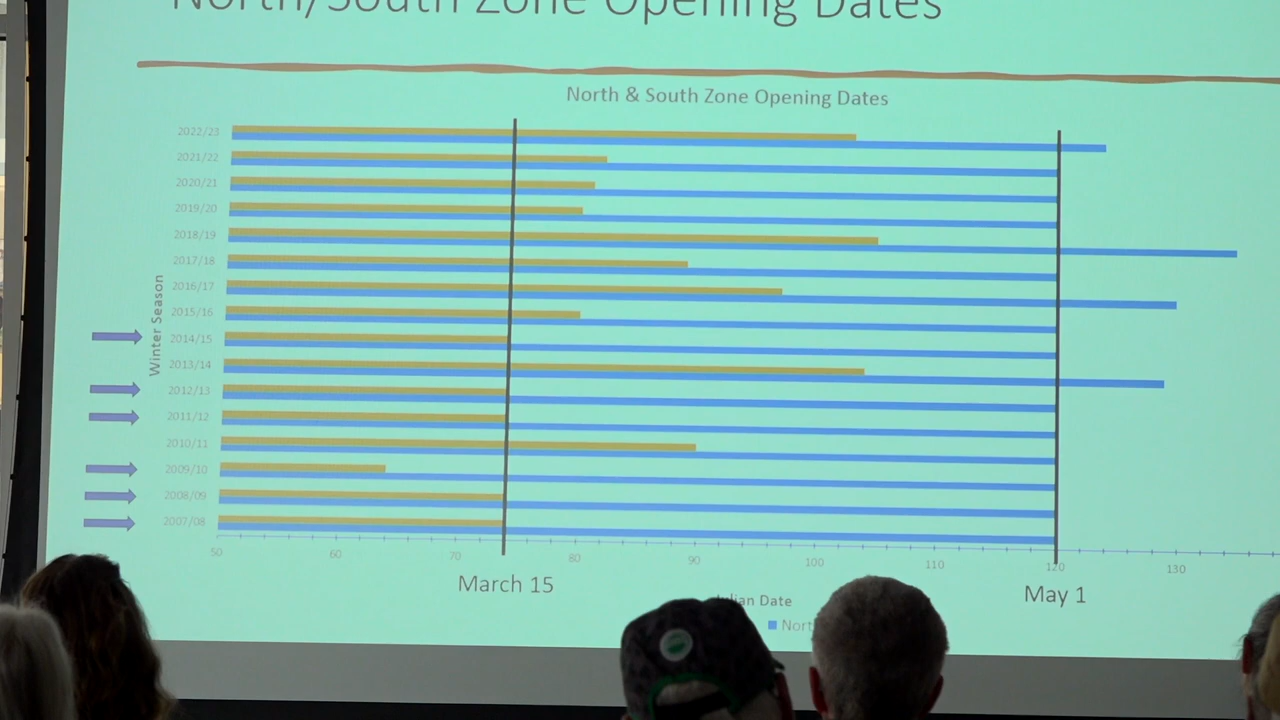 North/South Zone Opening Dates
North & South Zone Opening Dates
Winter Season
2022/23
2021/22
2020/21
2019/20
2018/19
2017/18
2016/17
2015/16
2014/15
2013/14
2012/13
2011/12
2010/11
2009/10
2008/09
2007/08
50 60 70 80 90 100 110 120 130
March 15
May 1
Date